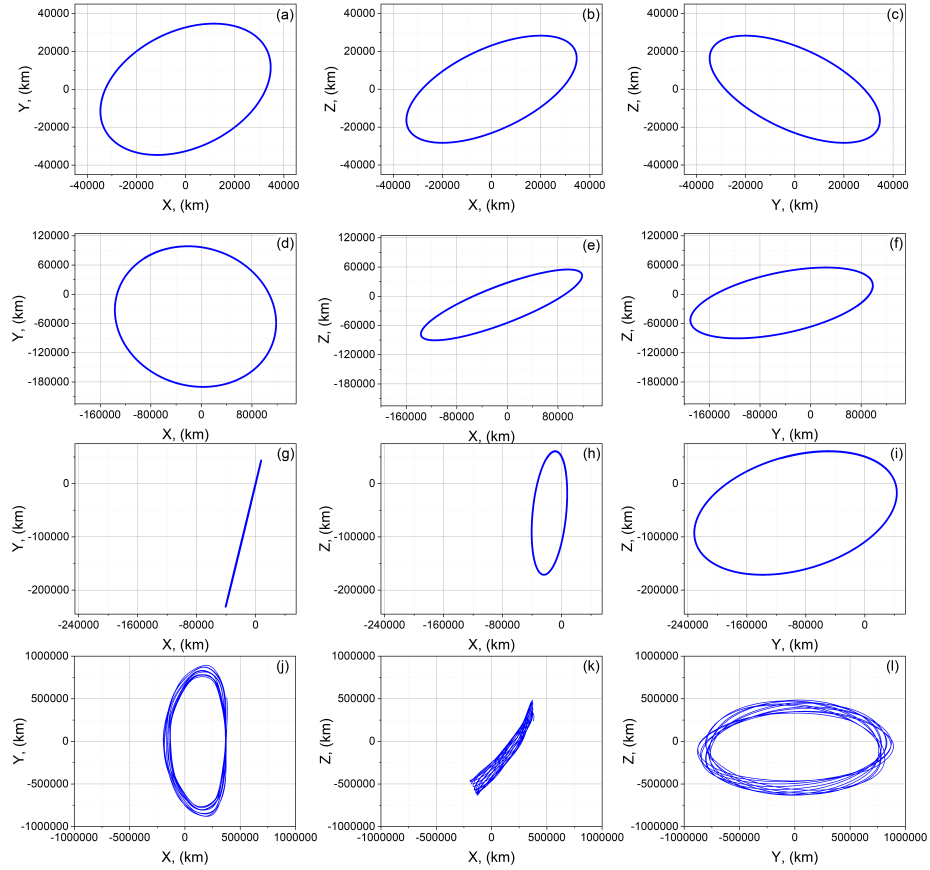 (a)
40000
20000
0
-20000
-40000
Y, (km)
-40000 -20000 0 20000 40000
X, (km)
(b)
40000
20000
0
-20000
-40000
Z, (km)
-40000 -20000 0 20000 40000
X, (km)
(c)
40000
20000
0
-20000
-40000
Z, (km)
-40000 -20000 0 20000 40000
Y, (km)
(d)
120000
60000
0
-60000
-120000
-180000
Y, (km)
-160000 -80000 0 80000
X, (km)
(e)
120000
60000
0
-60000
-120000
-180000
Z, (km)
-160000 -80000 0 80000
X, (km)
(f)
120000
60000
0
-60000
-120000
-180000
Z, (km)
-160000 -80000 0 80000
Y, (km)
(g)
0
-100000
-200000
Y, (km)
-240000 -160000 -80000 0
X, (km)
(h)
0
-100000
-200000
Z, (km)
-240000 -160000 -80000 0
X, (km)
(i)
0
-100000
-200000
Z, (km)
-240000 -160000 -80000 0
Y, (km)
(j)
1000000
500000
0
-500000
-1000000
Y, (km)
-1000000 -500000 0 500000 1000000
X, (km)
(k)
1000000
500000
0
-500000
-1000000
Z, (km)
-1000000 -500000 0 500000 1000000
X, (km)
(l)
1000000
500000
0
-500000
-1000000
Z, (km)
-1000000 -500000 0 500000 1000000
Y, (km)